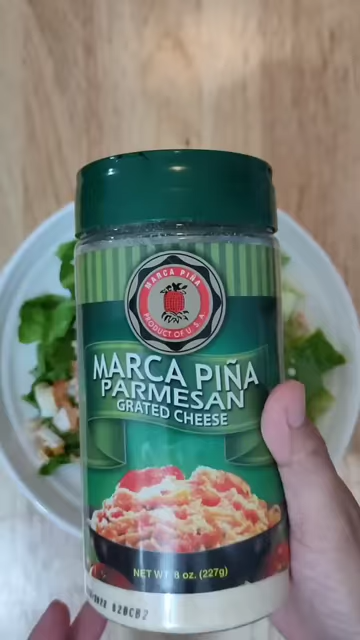 MARCA PIÑA
PRODUCT OF U.S.A
MARCA PIÑA
PARMESAN
GRATED CHEESE
NET WT. 8 oz. (227g)